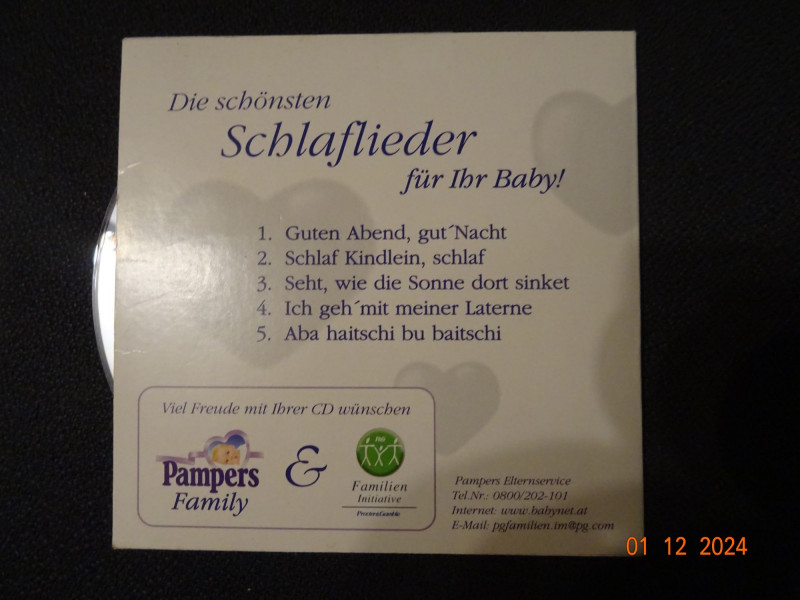 Die schönsten
Schlaflieder
für Ihr Baby!
1. Guten Abend, gut´Nacht
2. Schlaf Kindlein, schlaf
3. Seht, wie die Sonne dort sinket
4. Ich geh´mit meiner Laterne
5. Aba haitschi bu baitschi
Viel Freude mit Ihrer CD wünschen
Pampers
Family
&
Familien
Initiative
Procter&Gamble
Pampers Elternservice
Tel.Nr.: 0800/202-101
Internet: www.babynet.at
E-Mail: pgfamilien.im@pg.com
01 12 2024